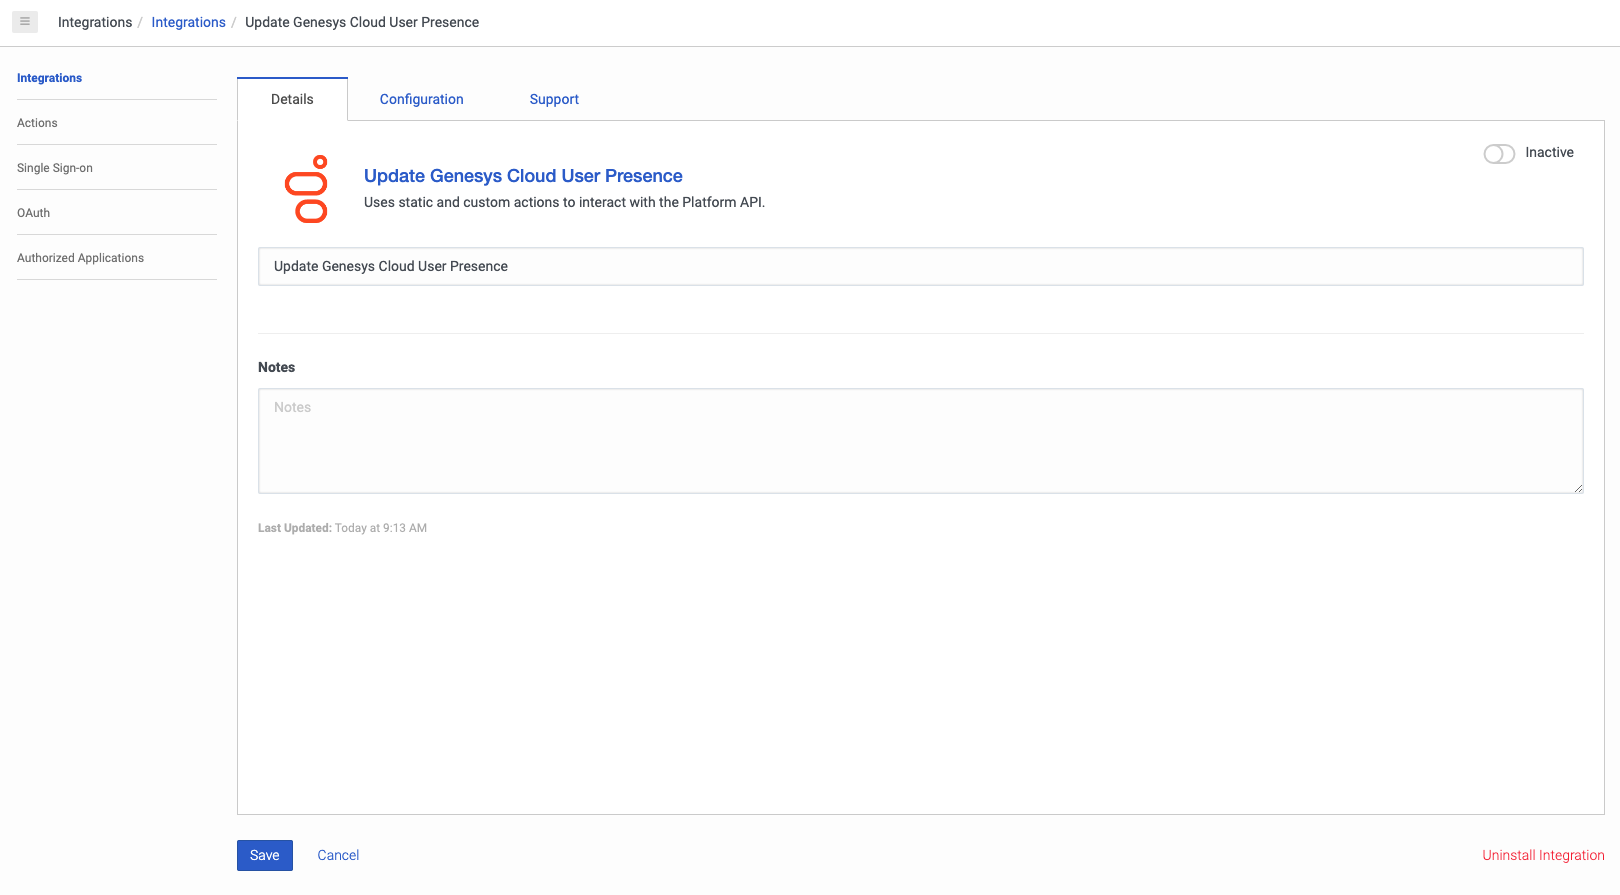 Integrations / Integrations / Update Genesys Cloud User Presence
Integrations
Actions
Single Sign-on
OAuth
Authorized Applications
Details Configuration Support
Inactive
Update Genesys Cloud User Presence
Uses static and custom actions to interact with the Platform API.
Update Genesys Cloud User Presence
Notes
Notes
Last Updated: Today at 9:13 AM
Save Cancel Uninstall Integration